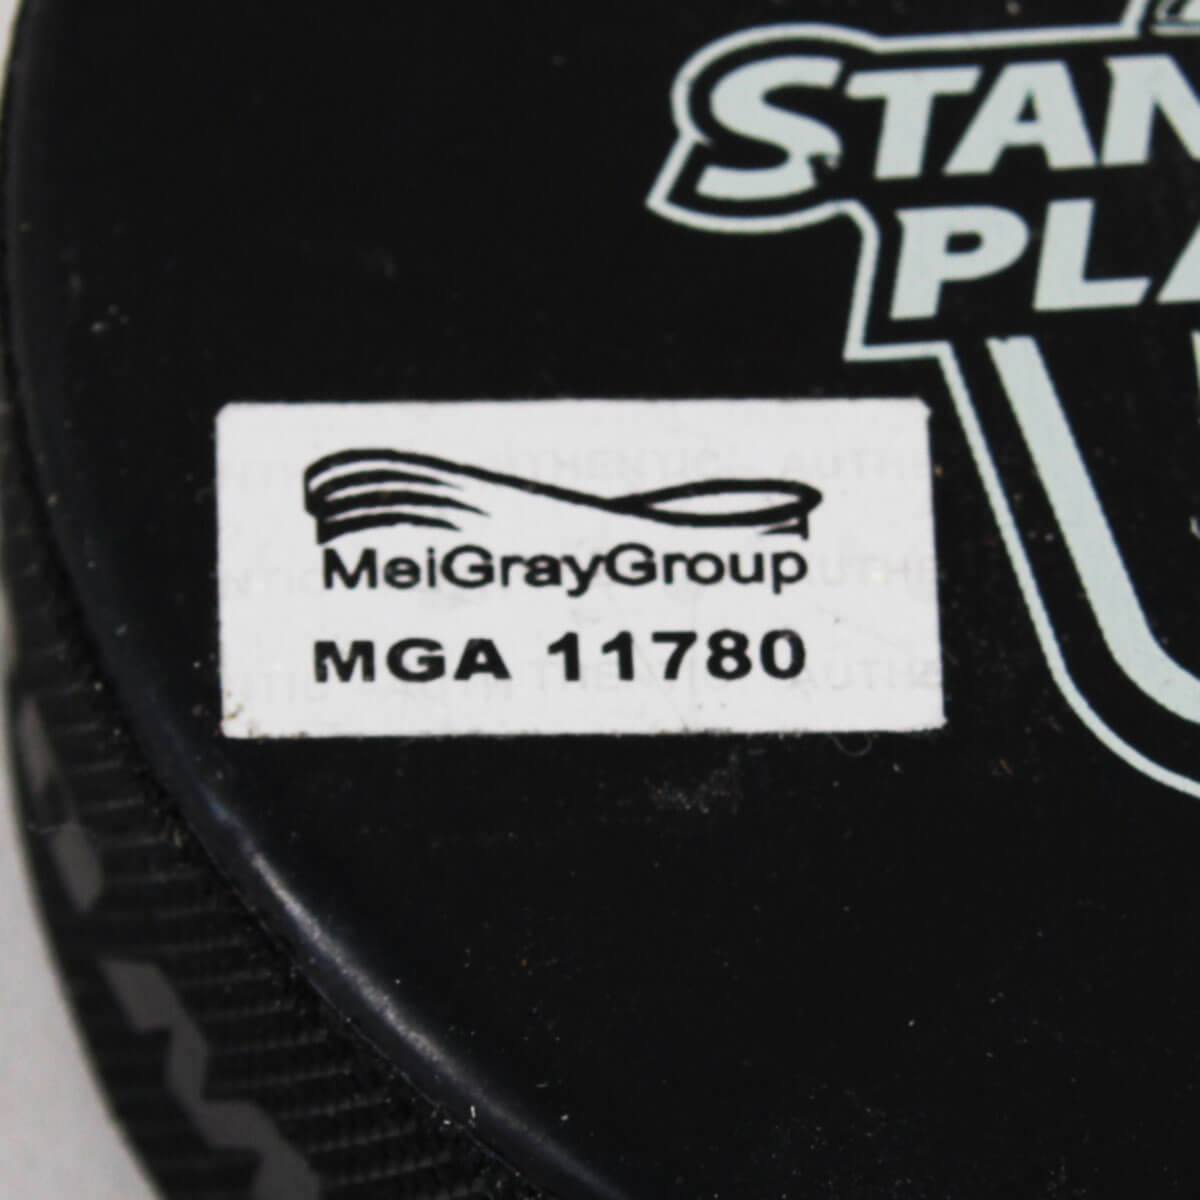 STAN
PLA
MeiGrayGroup
MGA 11780